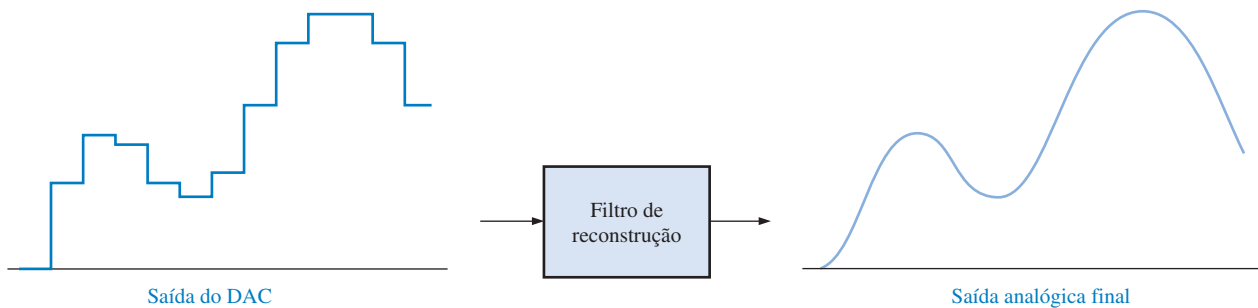 Filtro de
reconstrução
Saída do DAC
Saída analógica final